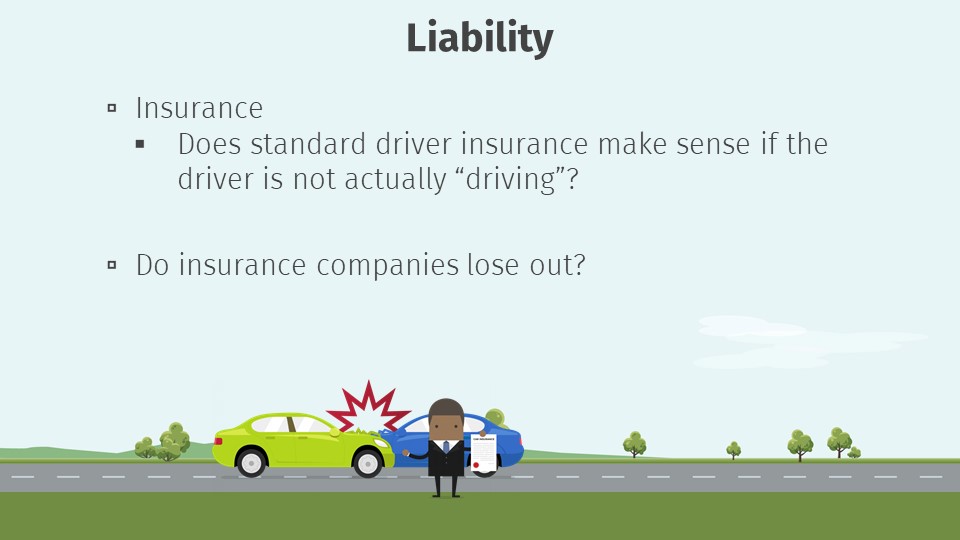 Liability
Insurance
Does standard driver insurance make sense if the
driver is not actually “driving”?
Do insurance companies lose out?